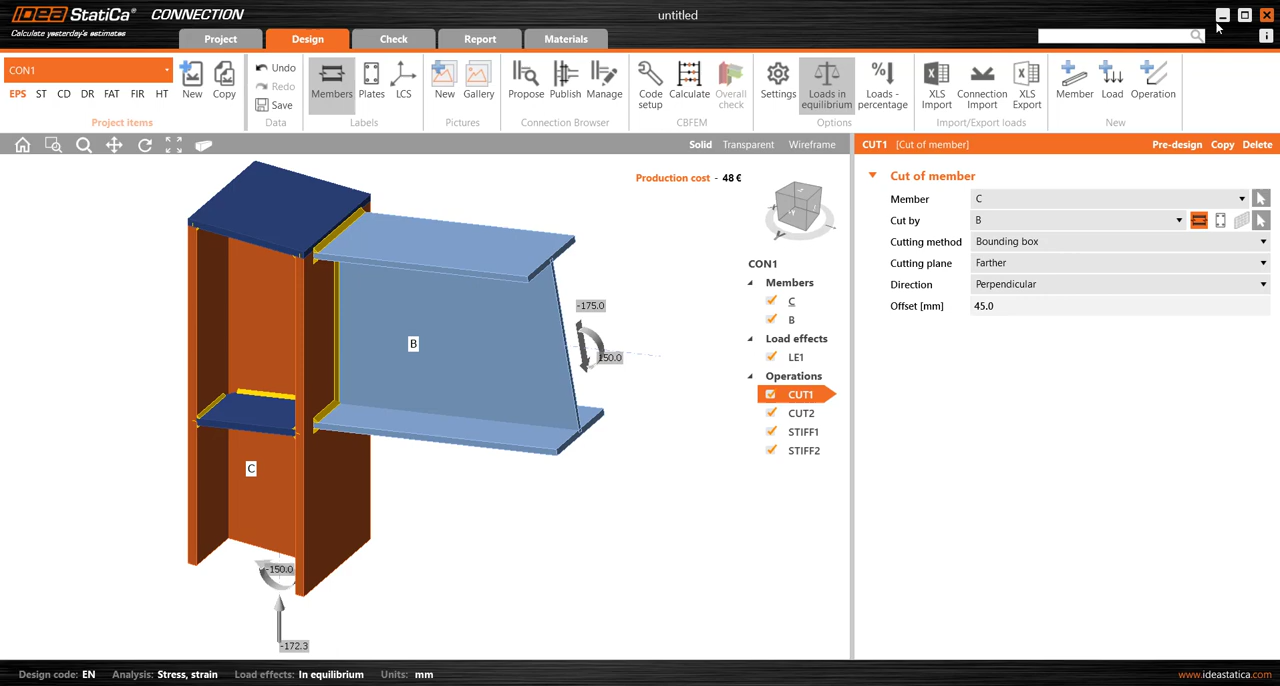 IDEA StatiCa® CONNECTION
Calculate yesterday's estimates
untitled
Project
Design
Check
Report
Materials
CON1
EPS ST CD DR FAT FIR HT
Project items
New
Copy
Undo
Redo
Save
Data
Members
Plates
LCS
Labels
New
Gallery
Pictures
Propose
Publish
Manage
Connection Browser
Code setup
Calculate
Overall check
CBFEM
Settings
Loads in equilibrium
Loads - percentage
Options
XLS Import
Connection Import
XLS Export
Import/Export loads
Member
Load
Operation
New
Solid
Transparent
Wireframe
Production cost - 48 €
CON1
Members
C
B
Load effects
LE1
Operations
CUT1
CUT2
STIFF1
STIFF2
B
C
-175.0
150.0
-150.0
-172.3
CUT1 [Cut of member]
Pre-design
Copy
Delete
Cut of member
Member C
Cut by B
Cutting method Bounding box
Cutting plane Farther
Direction Perpendicular
Offset [mm] 45.0
Design code: EN
Analysis: Stress, strain
Load effects: In equilibrium
Units: mm
www.ideastatica.com